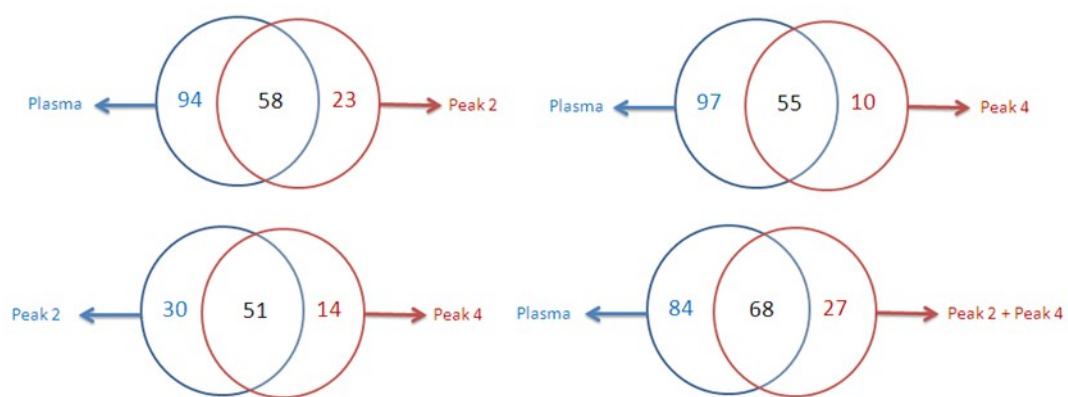 Plasma 94 58 23 Peak 2
Plasma 97 55 10 Peak 4
Peak 2 30 51 14 Peak 4
Plasma 84 68 27 Peak 2 + Peak 4